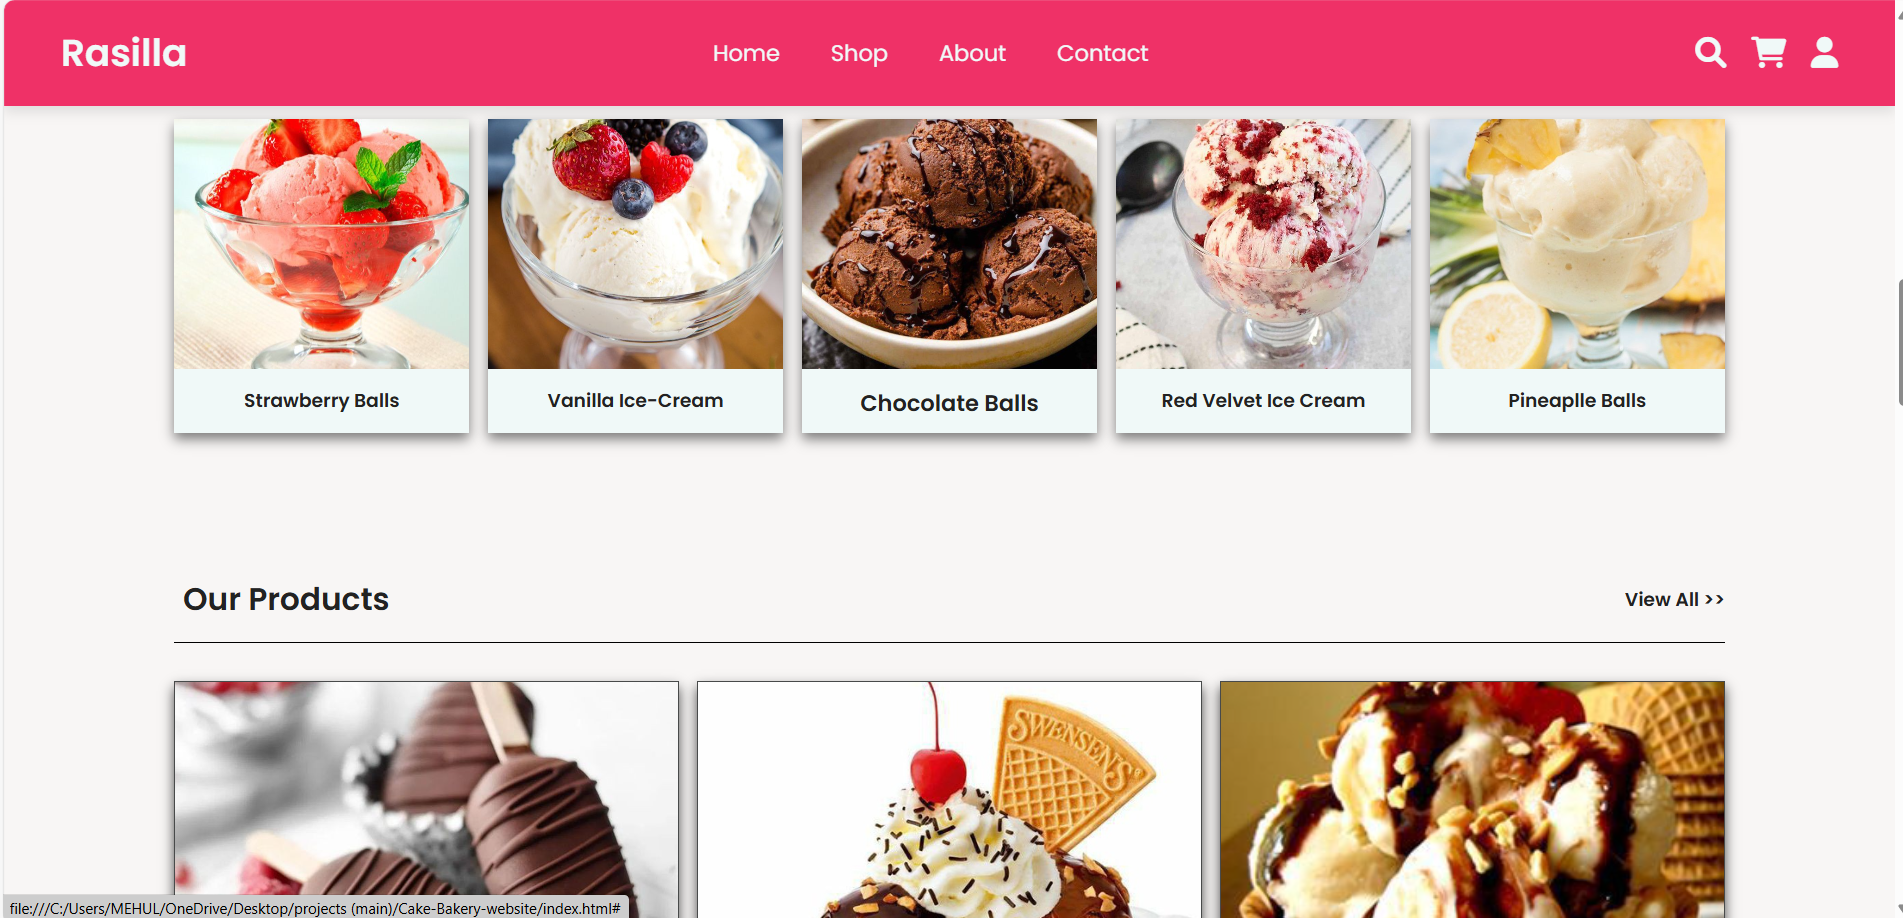 Rasilla
Home Shop About Contact
Strawberry Balls
Vanilla Ice-Cream
Chocolate Balls
Red Velvet Ice Cream
Pineaplle Balls
Our Products
View All >>
SWENSEN'S®
file:///C:/Users/MEHUL/OneDrive/Desktop/projects (main)/Cake-Bakery-website/index.html#